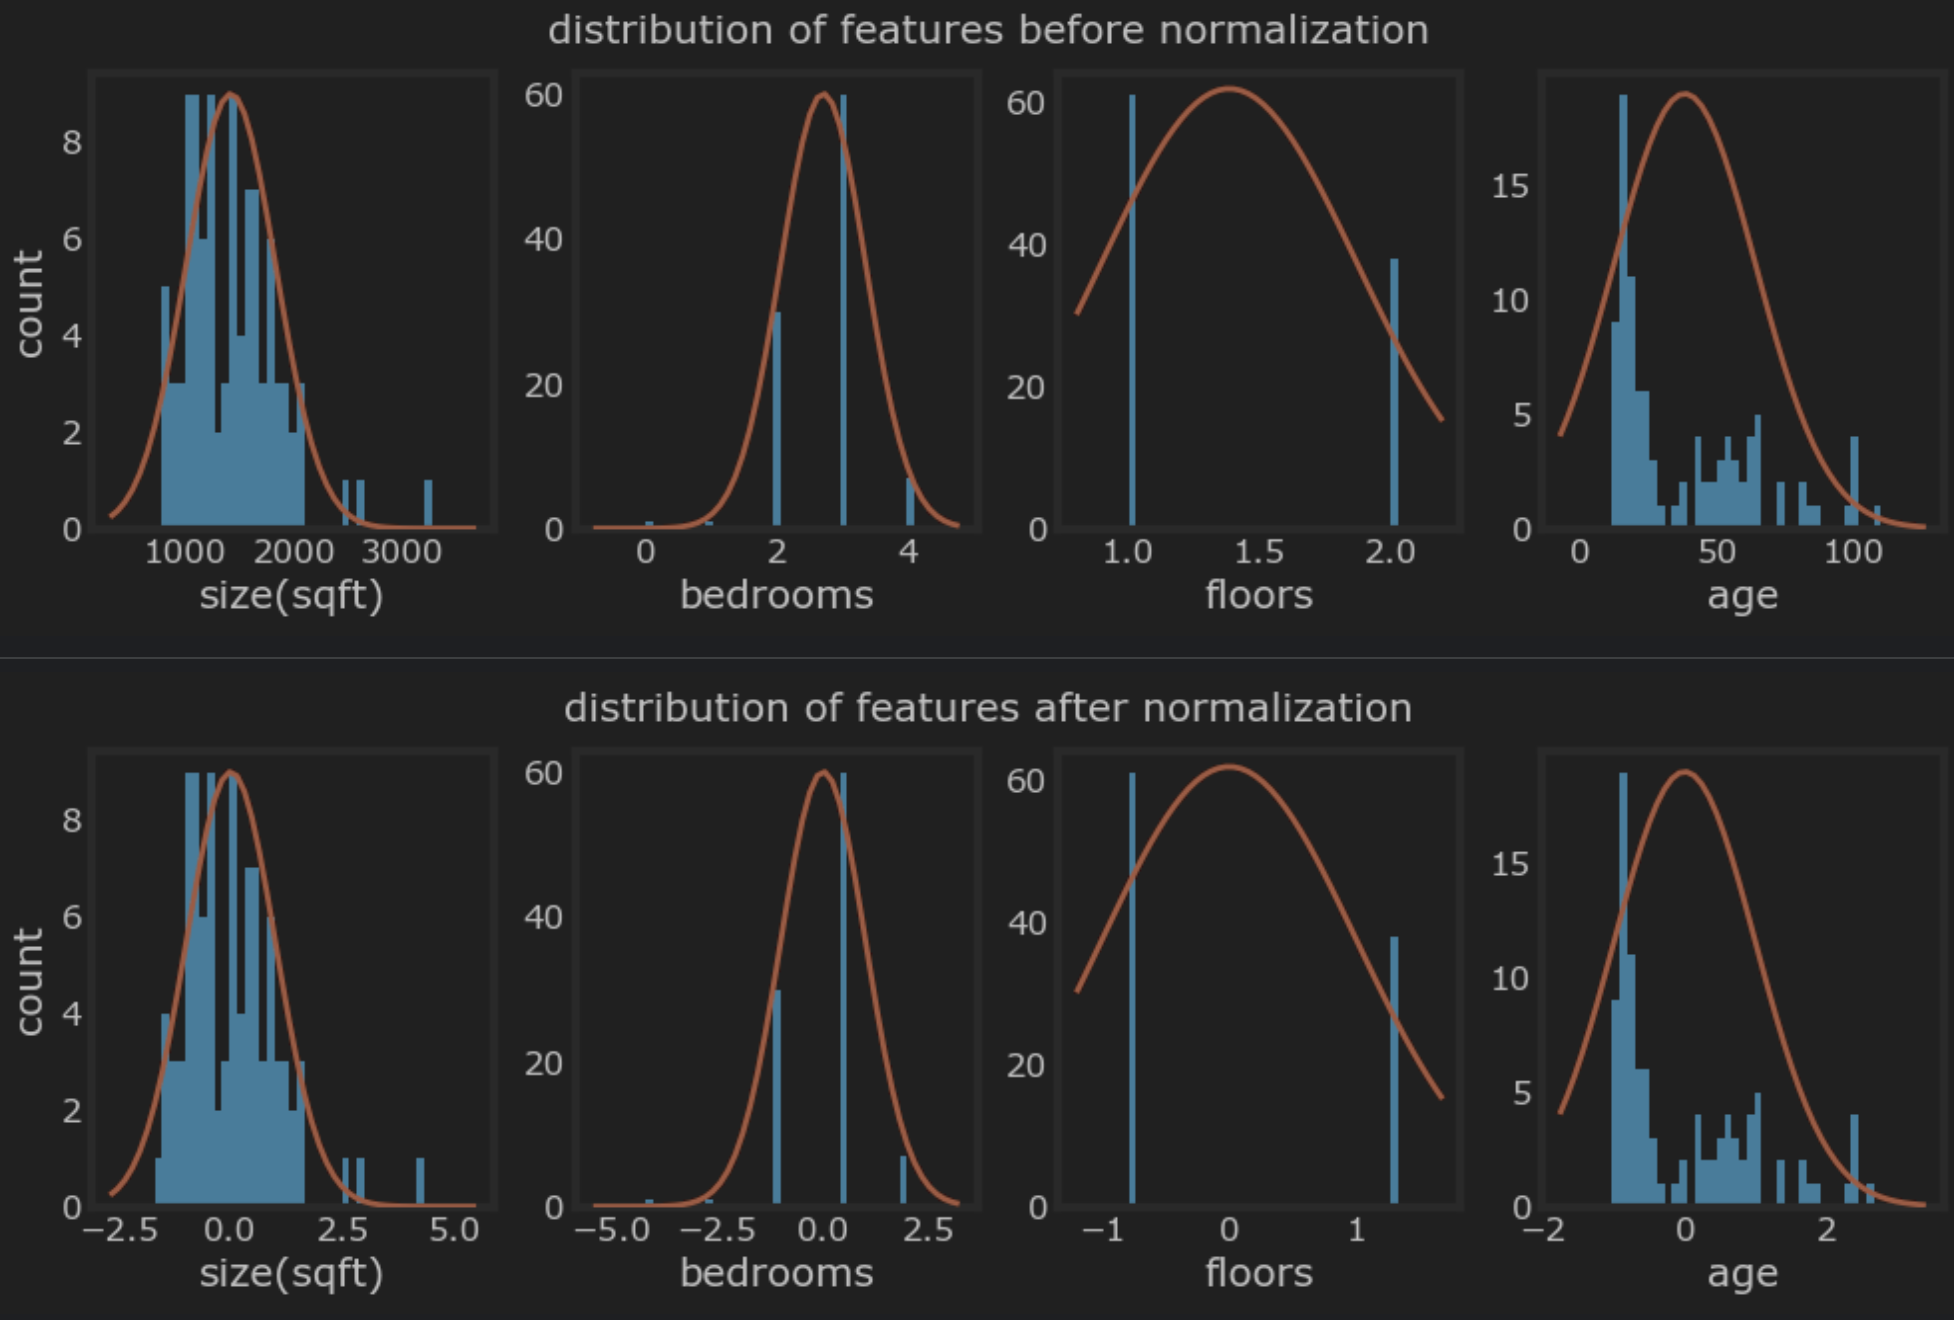 distribution of features before normalization
count
8
6
4
2
0
1000 2000 3000
size(sqft)
60
40
20
0
0 2 4
bedrooms
60
40
20
0
1.0 1.5 2.0
floors
15
10
5
0
0 50 100
age
distribution of features after normalization
count
8
6
4
2
0
−2.5 0.0 2.5 5.0
size(sqft)
60
40
20
0
−5.0 −2.5 0.0 2.5
bedrooms
60
40
20
0
−1 0 1
floors
15
10
5
0
−2 0 2
age